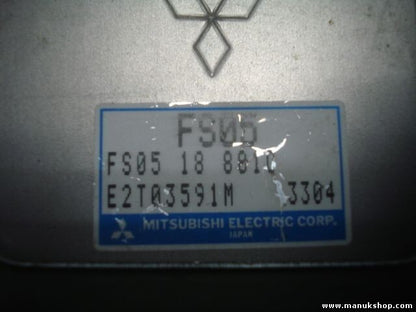 FS05
FS05 18 881C
E2T03591M 3304
MITSUBISHI ELECTRIC CORP.
JAPAN
www.manukshop.com